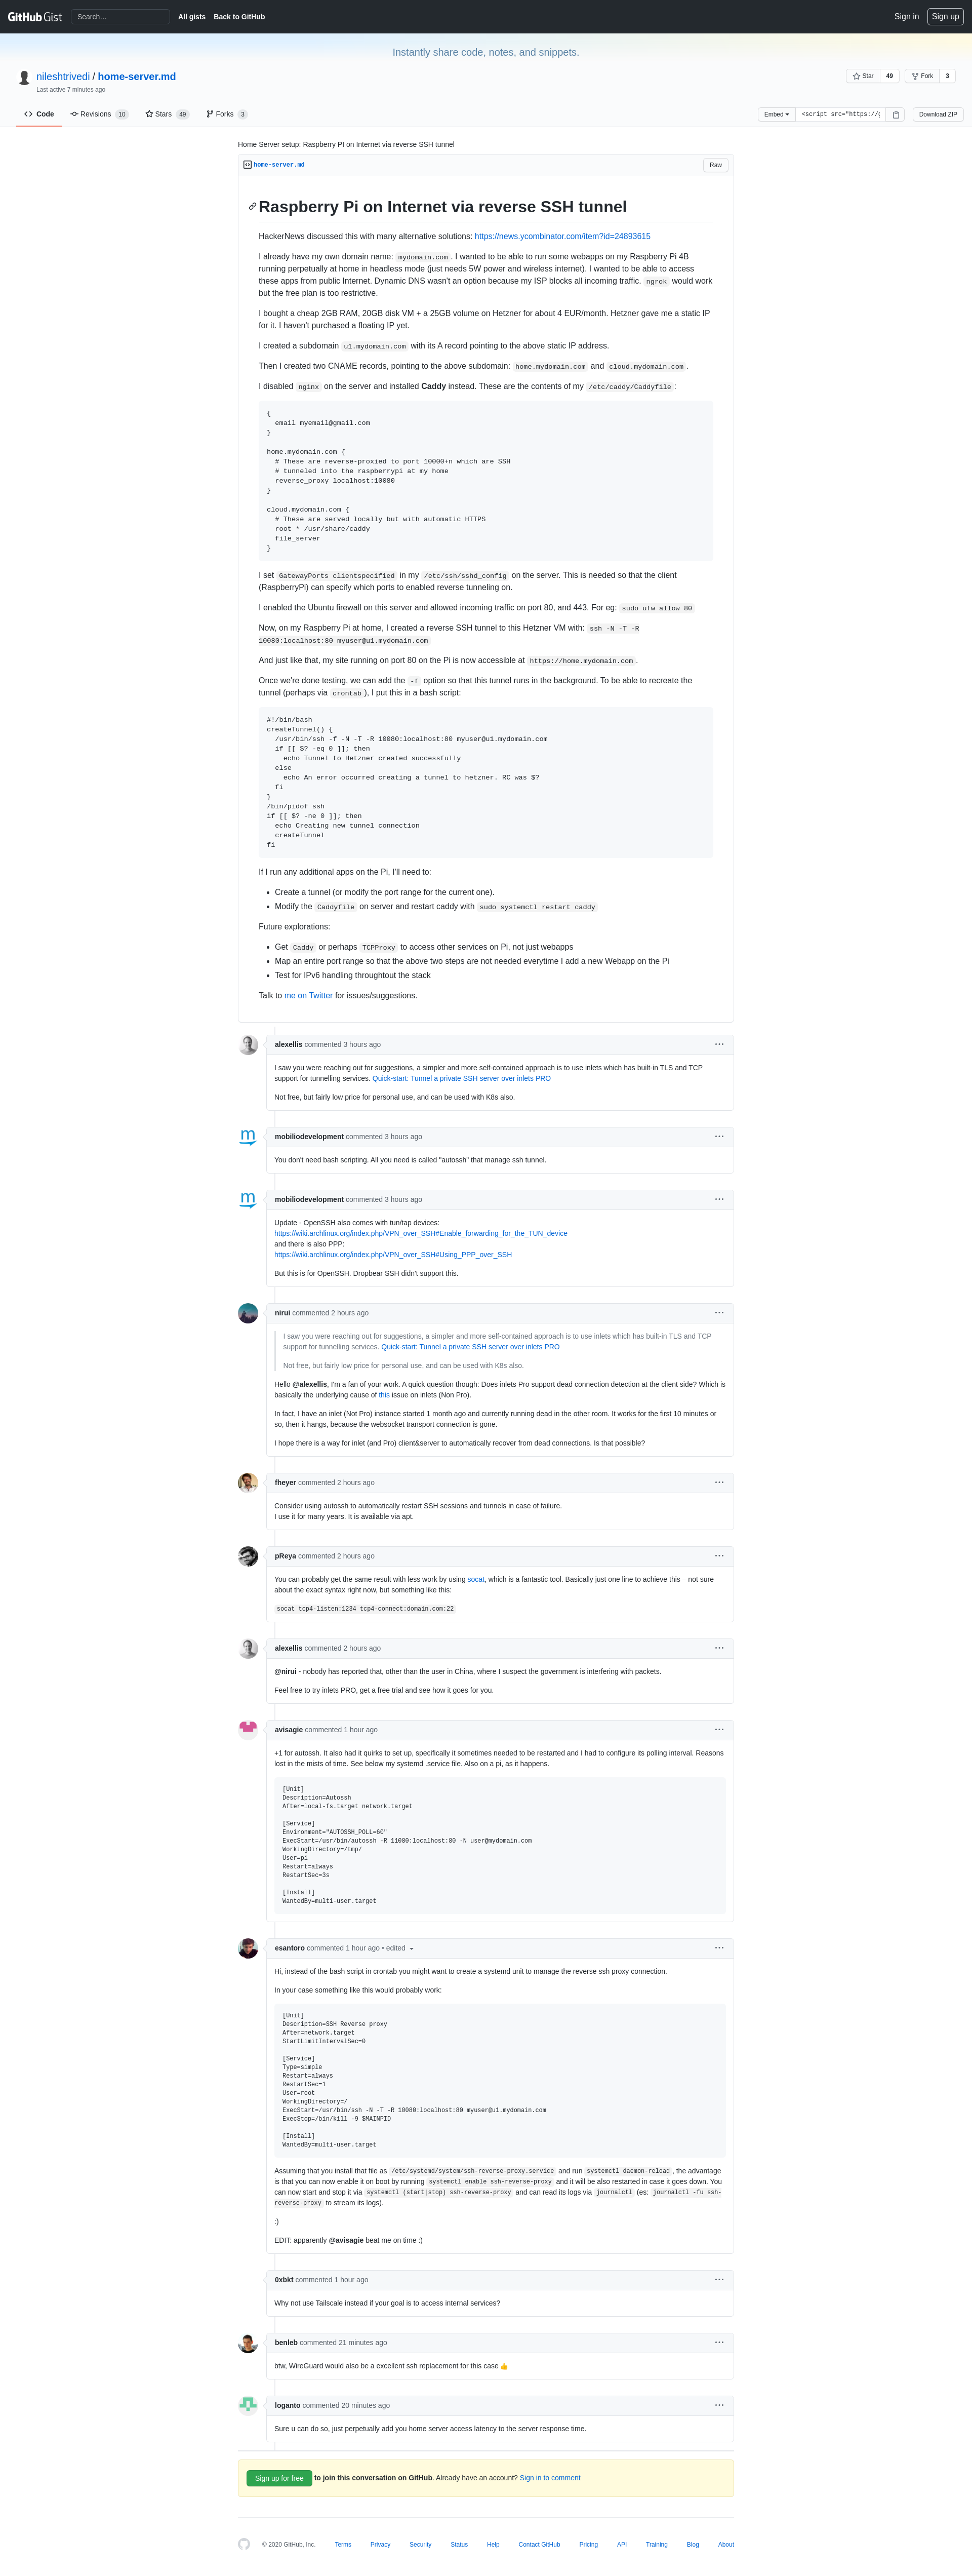 GitHub Gist
Search…
All gists
Back to GitHub
Sign in
Sign up
Instantly share code, notes, and snippets.
nileshtrivedi / home-server.md
Last active 7 minutes ago
Star 49
Fork 3
Code
Revisions 10
Stars 49
Forks 3
Embed
<script src="https://
Download ZIP
Home Server setup: Raspberry PI on Internet via reverse SSH tunnel
home-server.md
Raw
Raspberry Pi on Internet via reverse SSH tunnel
HackerNews discussed this with many alternative solutions: https://news.ycombinator.com/item?id=24893615
I already have my own domain name: mydomain.com. I wanted to be able to run some webapps on my Raspberry Pi 4B
running perpetually at home in headless mode (just needs 5W power and wireless internet). I wanted to be able to access
these apps from public Internet. Dynamic DNS wasn't an option because my ISP blocks all incoming traffic. ngrok would work
but the free plan is too restrictive.
I bought a cheap 2GB RAM, 20GB disk VM + a 25GB volume on Hetzner for about 4 EUR/month. Hetzner gave me a static IP
for it. I haven't purchased a floating IP yet.
I created a subdomain u1.mydomain.com with its A record pointing to the above static IP address.
Then I created two CNAME records, pointing to the above subdomain: home.mydomain.com and cloud.mydomain.com.
I disabled nginx on the server and installed Caddy instead. These are the contents of my /etc/caddy/Caddyfile:
{
  email myemail@gmail.com
}

home.mydomain.com {
  # These are reverse-proxied to port 10000+n which are SSH
  # tunneled into the raspberrypi at my home
  reverse_proxy localhost:10080
}

cloud.mydomain.com {
  # These are served locally but with automatic HTTPS
  root * /usr/share/caddy
  file_server
}
I set GatewayPorts clientspecified in my /etc/ssh/sshd_config on the server. This is needed so that the client
(RaspberryPi) can specify which ports to enabled reverse tunneling on.
I enabled the Ubuntu firewall on this server and allowed incoming traffic on port 80, and 443. For eg: sudo ufw allow 80
Now, on my Raspberry Pi at home, I created a reverse SSH tunnel to this Hetzner VM with: ssh -N -T -R
10080:localhost:80 myuser@u1.mydomain.com
And just like that, my site running on port 80 on the Pi is now accessible at https://home.mydomain.com.
Once we're done testing, we can add the -f option so that this tunnel runs in the background. To be able to recreate the
tunnel (perhaps via crontab), I put this in a bash script:
#!/bin/bash
createTunnel() {
  /usr/bin/ssh -f -N -T -R 10080:localhost:80 myuser@u1.mydomain.com
  if [[ $? -eq 0 ]]; then
    echo Tunnel to Hetzner created successfully
  else
    echo An error occurred creating a tunnel to hetzner. RC was $?
  fi
}
/bin/pidof ssh
if [[ $? -ne 0 ]]; then
  echo Creating new tunnel connection
  createTunnel
fi
If I run any additional apps on the Pi, I'll need to:
• Create a tunnel (or modify the port range for the current one).
• Modify the Caddyfile on server and restart caddy with sudo systemctl restart caddy
Future explorations:
• Get Caddy or perhaps TCPProxy to access other services on Pi, not just webapps
• Map an entire port range so that the above two steps are not needed everytime I add a new Webapp on the Pi
• Test for IPv6 handling throughtout the stack
Talk to me on Twitter for issues/suggestions.
alexellis commented 3 hours ago
I saw you were reaching out for suggestions, a simpler and more self-contained approach is to use inlets which has built-in TLS and TCP
support for tunnelling services. Quick-start: Tunnel a private SSH server over inlets PRO
Not free, but fairly low price for personal use, and can be used with K8s also.
mobiliodevelopment commented 3 hours ago
You don't need bash scripting. All you need is called "autossh" that manage ssh tunnel.
mobiliodevelopment commented 3 hours ago
Update - OpenSSH also comes with tun/tap devices:
https://wiki.archlinux.org/index.php/VPN_over_SSH#Enable_forwarding_for_the_TUN_device
and there is also PPP:
https://wiki.archlinux.org/index.php/VPN_over_SSH#Using_PPP_over_SSH
But this is for OpenSSH. Dropbear SSH didn't support this.
nirui commented 2 hours ago
I saw you were reaching out for suggestions, a simpler and more self-contained approach is to use inlets which has built-in TLS and TCP
support for tunnelling services. Quick-start: Tunnel a private SSH server over inlets PRO
Not free, but fairly low price for personal use, and can be used with K8s also.
Hello @alexellis, I'm a fan of your work. A quick question though: Does inlets Pro support dead connection detection at the client side? Which is
basically the underlying cause of this issue on inlets (Non Pro).
In fact, I have an inlet (Not Pro) instance started 1 month ago and currently running dead in the other room. It works for the first 10 minutes or
so, then it hangs, because the websocket transport connection is gone.
I hope there is a way for inlet (and Pro) client&server to automatically recover from dead connections. Is that possible?
fheyer commented 2 hours ago
Consider using autossh to automatically restart SSH sessions and tunnels in case of failure.
I use it for many years. It is available via apt.
pReya commented 2 hours ago
You can probably get the same result with less work by using socat, which is a fantastic tool. Basically just one line to achieve this – not sure
about the exact syntax right now, but something like this:
socat tcp4-listen:1234 tcp4-connect:domain.com:22
alexellis commented 2 hours ago
@nirui - nobody has reported that, other than the user in China, where I suspect the government is interfering with packets.
Feel free to try inlets PRO, get a free trial and see how it goes for you.
avisagie commented 1 hour ago
+1 for autossh. It also had it quirks to set up, specifically it sometimes needed to be restarted and I had to configure its polling interval. Reasons
lost in the mists of time. See below my systemd .service file. Also on a pi, as it happens.
[Unit]
Description=Autossh
After=local-fs.target network.target

[Service]
Environment="AUTOSSH_POLL=60"
ExecStart=/usr/bin/autossh -R 11080:localhost:80 -N user@mydomain.com
WorkingDirectory=/tmp/
User=pi
Restart=always
RestartSec=3s

[Install]
WantedBy=multi-user.target
esantoro commented 1 hour ago • edited
Hi, instead of the bash script in crontab you might want to create a systemd unit to manage the reverse ssh proxy connection.
In your case something like this would probably work:
[Unit]
Description=SSH Reverse proxy
After=network.target
StartLimitIntervalSec=0

[Service]
Type=simple
Restart=always
RestartSec=1
User=root
WorkingDirectory=/
ExecStart=/usr/bin/ssh -N -T -R 10080:localhost:80 myuser@u1.mydomain.com
ExecStop=/bin/kill -9 $MAINPID

[Install]
WantedBy=multi-user.target
Assuming that you install that file as /etc/systemd/system/ssh-reverse-proxy.service and run systemctl daemon-reload, the advantage
is that you can now enable it on boot by running systemctl enable ssh-reverse-proxy and it will be also restarted in case it goes down. You
can now start and stop it via systemctl (start|stop) ssh-reverse-proxy and can read its logs via journalctl (es: journalctl -fu ssh-
reverse-proxy to stream its logs).
:)
EDIT: apparently @avisagie beat me on time :)
0xbkt commented 1 hour ago
Why not use Tailscale instead if your goal is to access internal services?
benleb commented 21 minutes ago
btw, WireGuard would also be a excellent ssh replacement for this case 👍
loganto commented 20 minutes ago
Sure u can do so, just perpetually add you home server access latency to the server response time.
Sign up for free to join this conversation on GitHub. Already have an account? Sign in to comment
© 2020 GitHub, Inc.
Terms
Privacy
Security
Status
Help
Contact GitHub
Pricing
API
Training
Blog
About